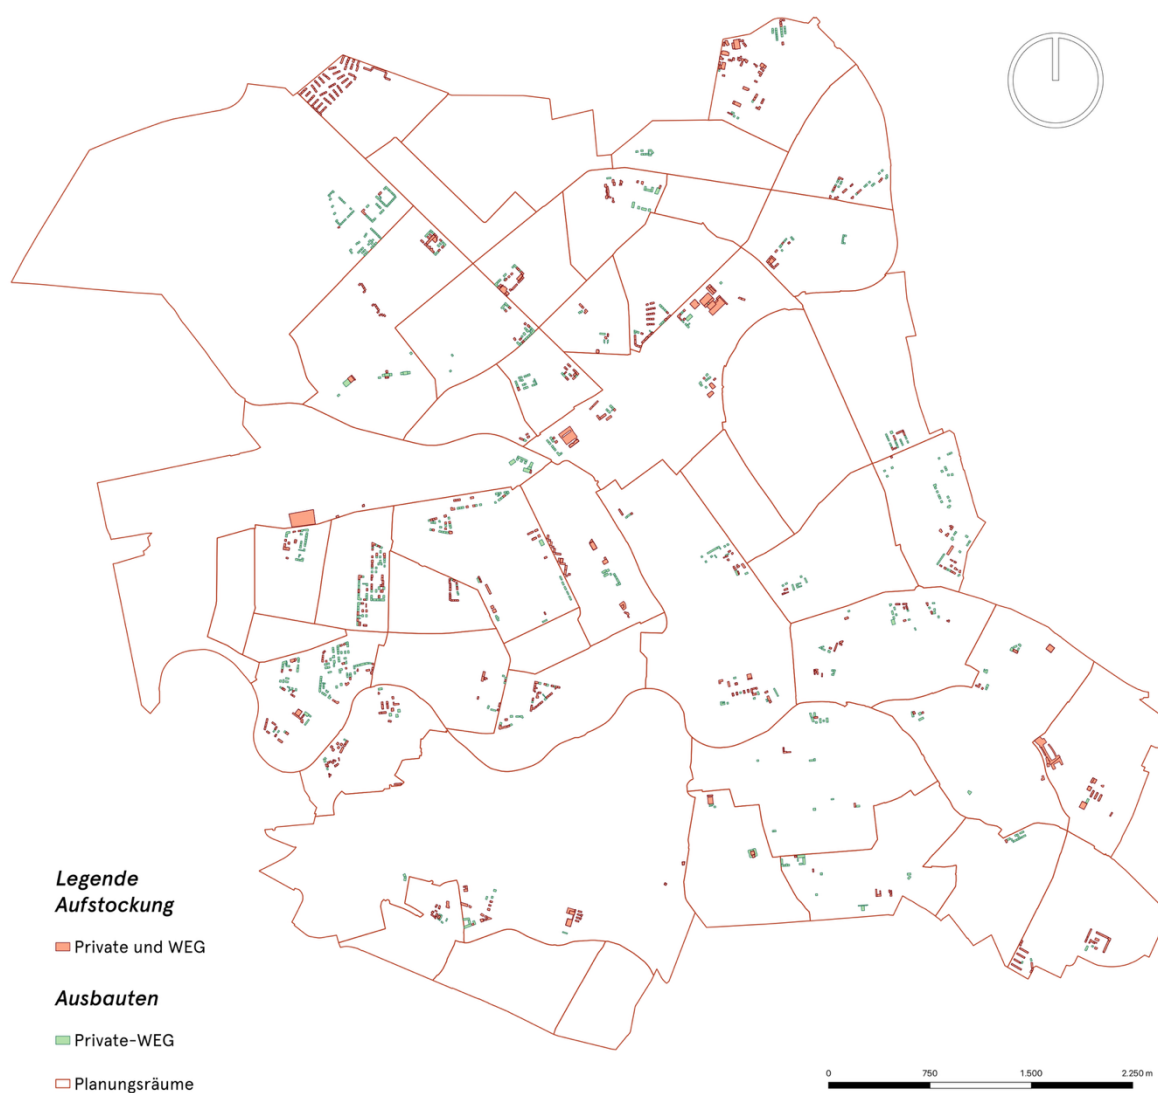 Legende
Aufstockung
Private und WEG
Ausbauten
Private-WEG
Planungsräume
0 750 1.500 2.250 m